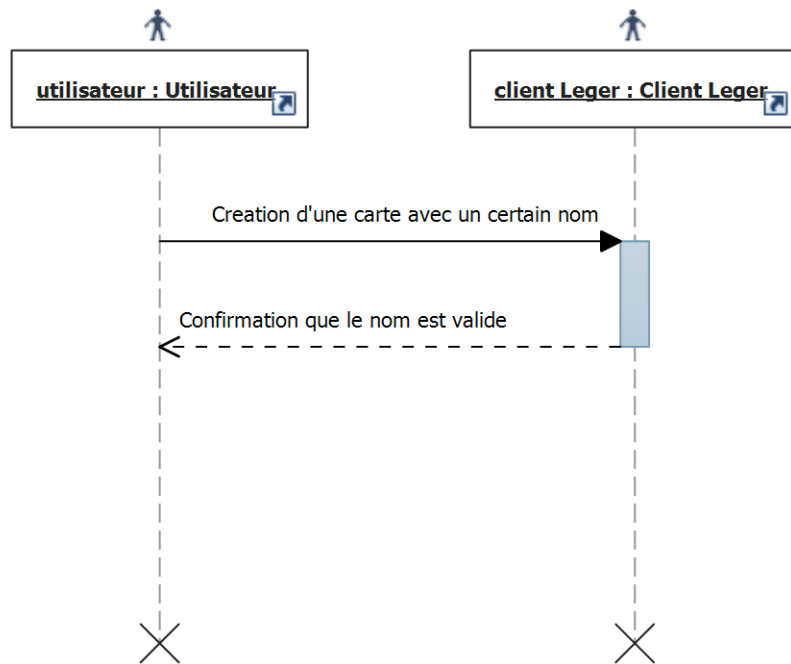 utilisateur : Utilisateur
client Leger : Client Leger
Creation d'une carte avec un certain nom
Confirmation que le nom est valide